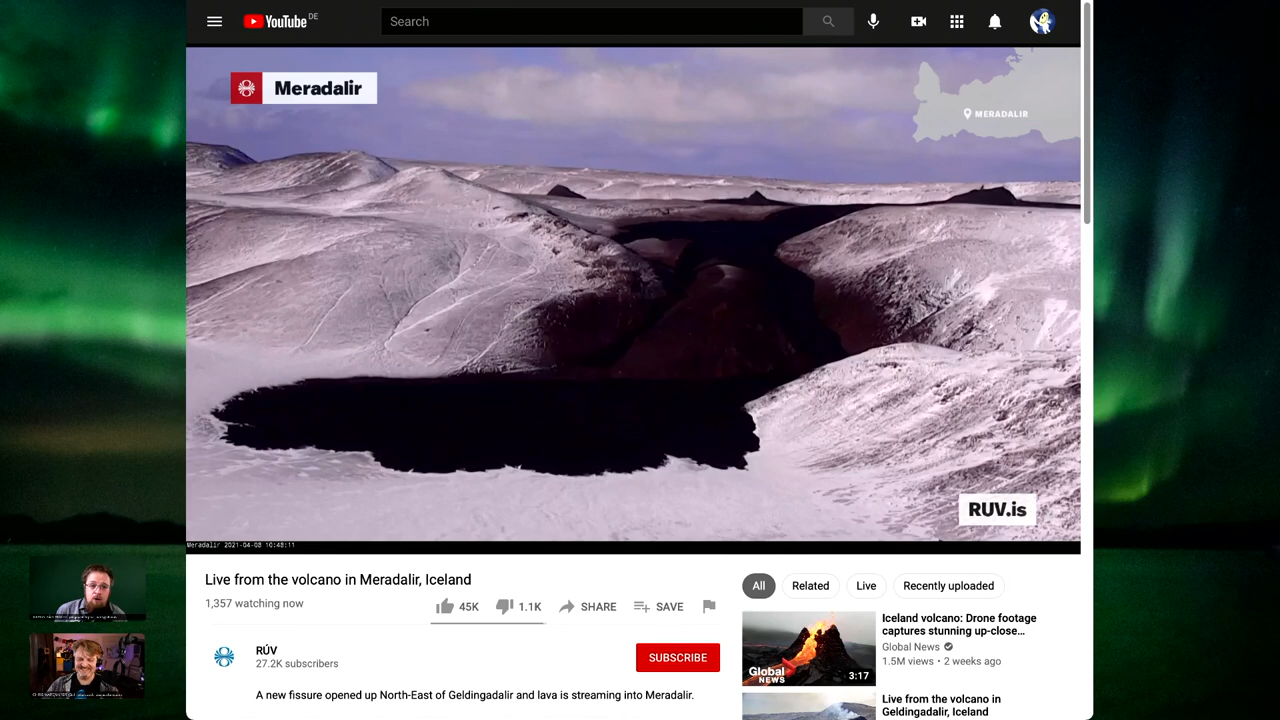 YouTube DE
Search
Meradalir
MERADALIR
RUV.is
Meradalir 2021-04-08 10:48:11
Live from the volcano in Meradalir, Iceland
1,357 watching now
45K
1.1K
SHARE
SAVE
RÚV
27.2K subscribers
SUBSCRIBE
A new fissure opened up North-East of Geldingadalir and lava is streaming into Meradalir.
All
Related
Live
Recently uploaded
Iceland volcano: Drone footage
captures stunning up-close…
Global News
1.5M views • 2 weeks ago
Global
NEWS
3:17
Live from the volcano in
Geldingadalir, Iceland